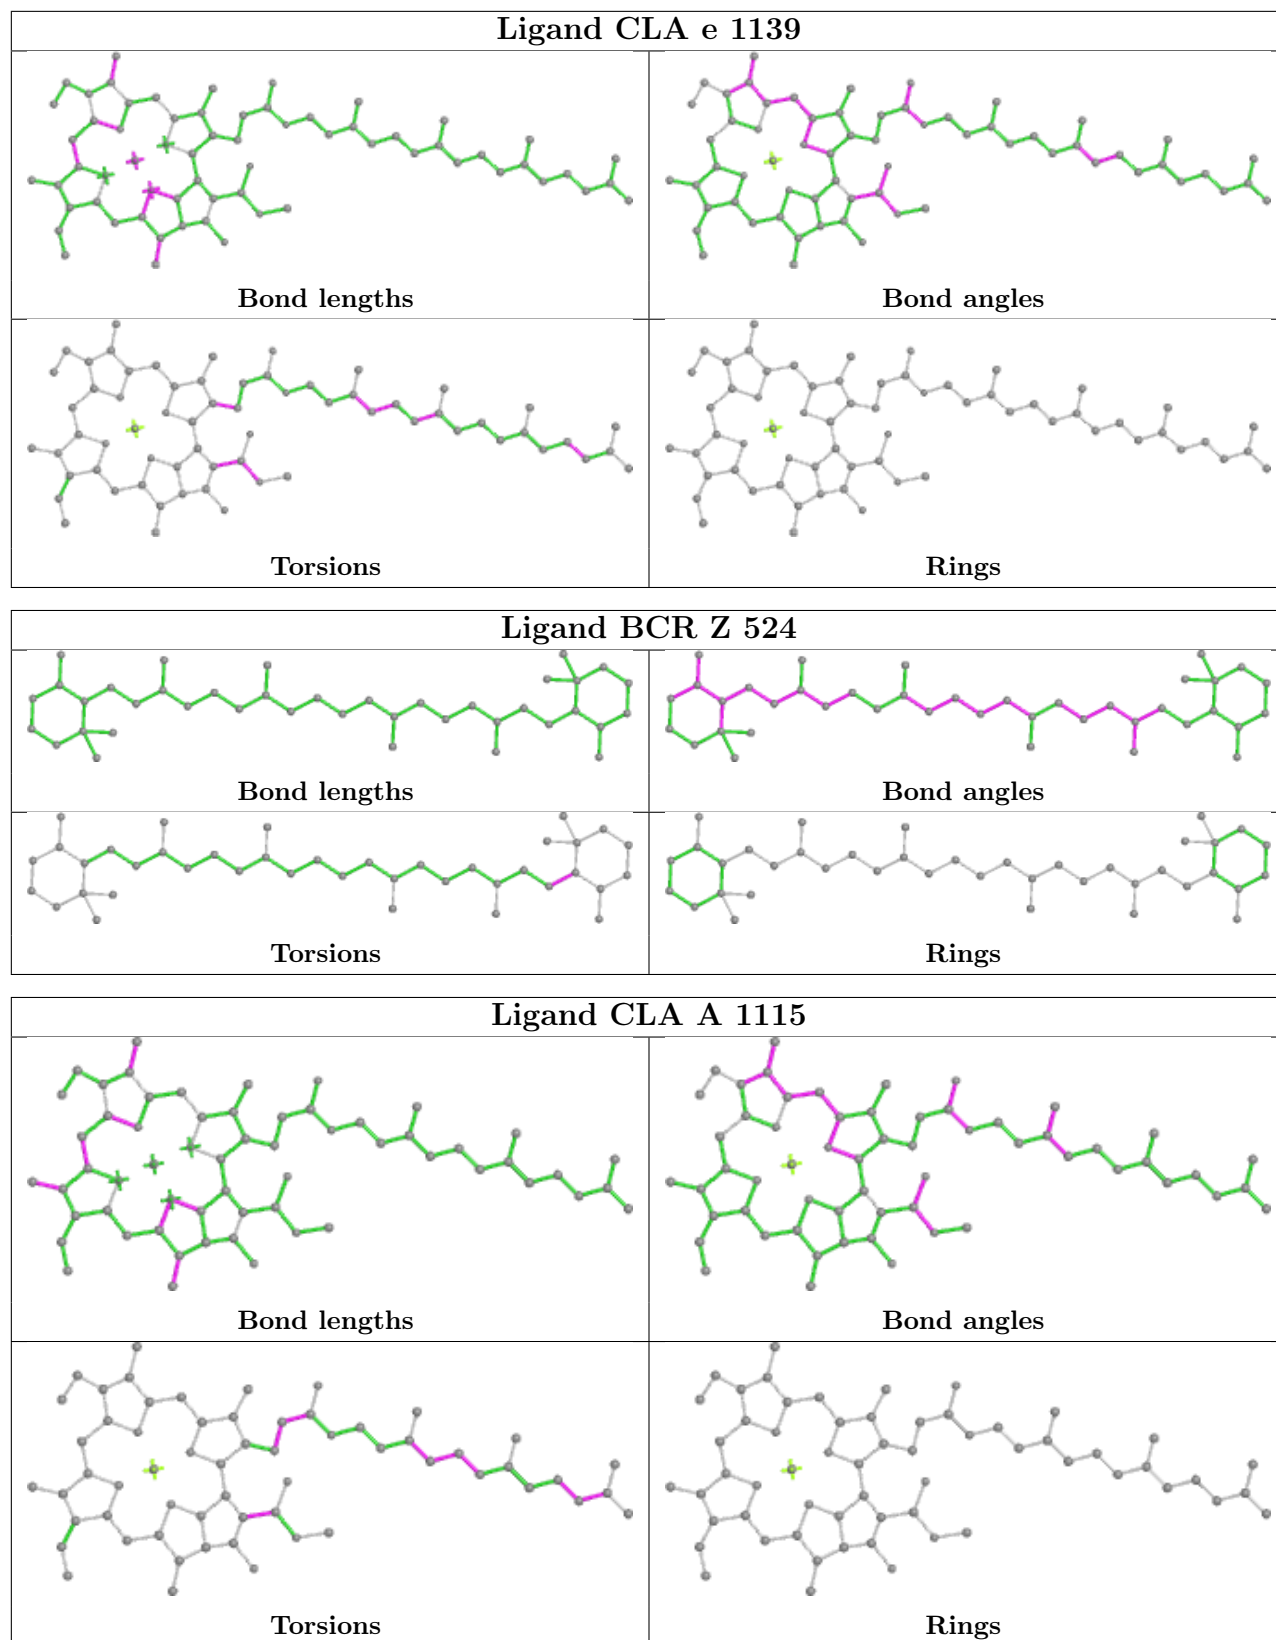 Ligand CLA e 1139
Bond lengths
Bond angles
Torsions
Rings
Ligand BCR Z 524
Bond lengths
Bond angles
Torsions
Rings
Ligand CLA A 1115
Bond lengths
Bond angles
Torsions
Rings